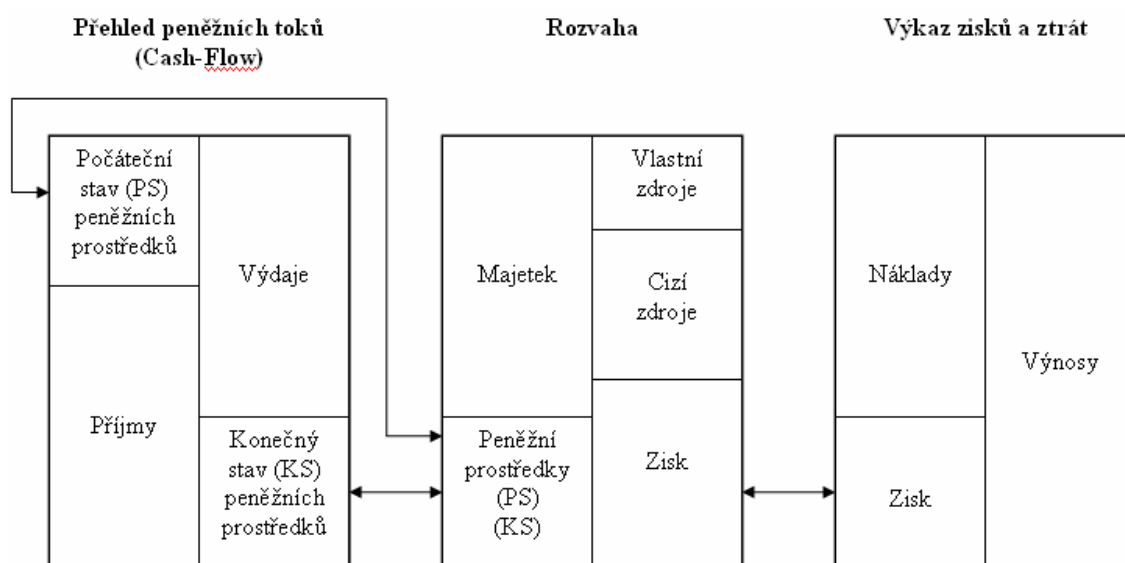 Přehled peněžních toků
(Cash-Flow)
Rozvaha
Výkaz zisků a ztrát
Počáteční
stav (PS)
peněžních
prostředků
Výdaje
Příjmy
Konečný
stav (KS)
peněžních
prostředků
Majetek
Vlastní
zdroje
Cizí
zdroje
Peněžní
prostředky
(PS)
(KS)
Zisk
Náklady
Výnosy
Zisk